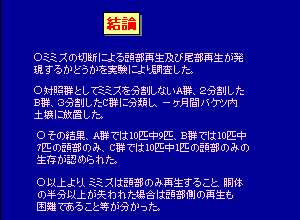 結論
○ミミズの切断による頭部再生及び尾部再生が発
現するかどうかを実験により調査した。
○対照群としてミミズを分割しないA群、2分割した
B群、3分割したC群に分類し、一ヶ月間バケツ内
土壌に放置した。
○その結果、A群では10匹中9匹、B群では10匹中
7匹の頭部のみ、C群では10匹中1匹の頭部のみの
生存が認められた。
○以上より、ミミズは頭部のみ再生すること、胴体
の半分以上が失われた場合は頭部側の再生も
困難であること等が分かった。